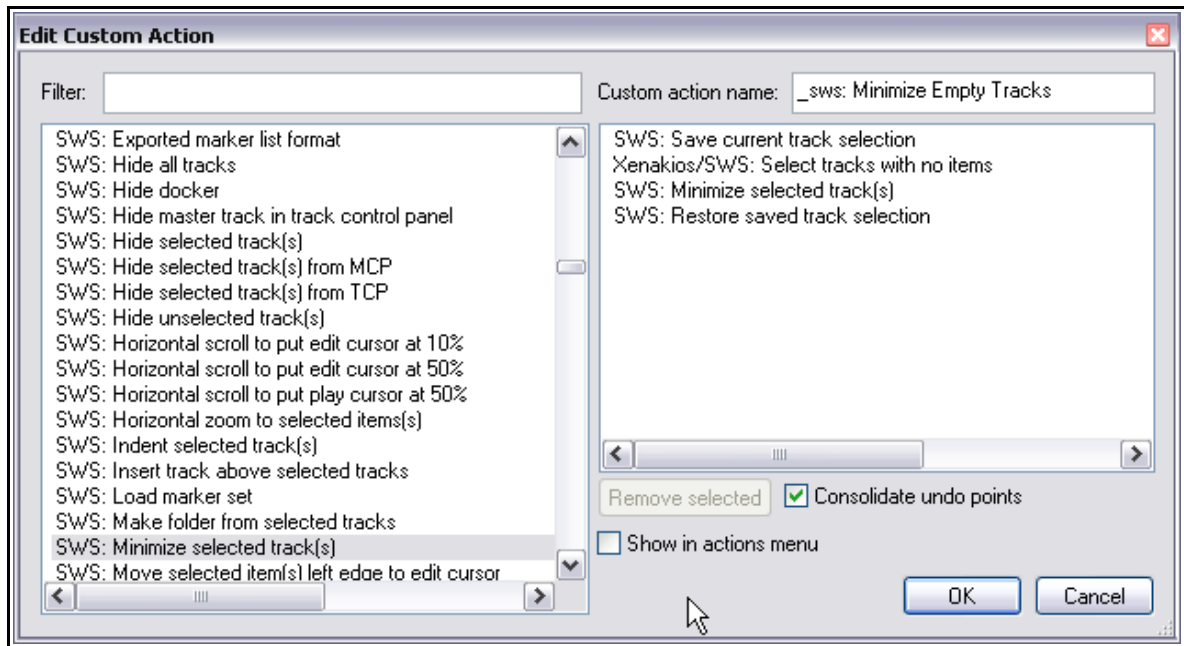 Edit Custom Action
Filter:
Custom action name: _sws: Minimize Empty Tracks
SWS: Exported marker list format
SWS: Hide all tracks
SWS: Hide docker
SWS: Hide master track in track control panel
SWS: Hide selected track(s)
SWS: Hide selected track(s) from MCP
SWS: Hide selected track(s) from TCP
SWS: Hide unselected track(s)
SWS: Horizontal scroll to put edit cursor at 10%
SWS: Horizontal scroll to put edit cursor at 50%
SWS: Horizontal scroll to put play cursor at 50%
SWS: Horizontal zoom to selected items(s)
SWS: Indent selected track(s)
SWS: Insert track above selected tracks
SWS: Load marker set
SWS: Make folder from selected tracks
SWS: Minimize selected track(s)
SWS: Move selected item(s) left edge to edit cursor
SWS: Save current track selection
Xenakios/SWS: Select tracks with no items
SWS: Minimize selected track(s)
SWS: Restore saved track selection
Remove selected
Consolidate undo points
Show in actions menu
OK
Cancel